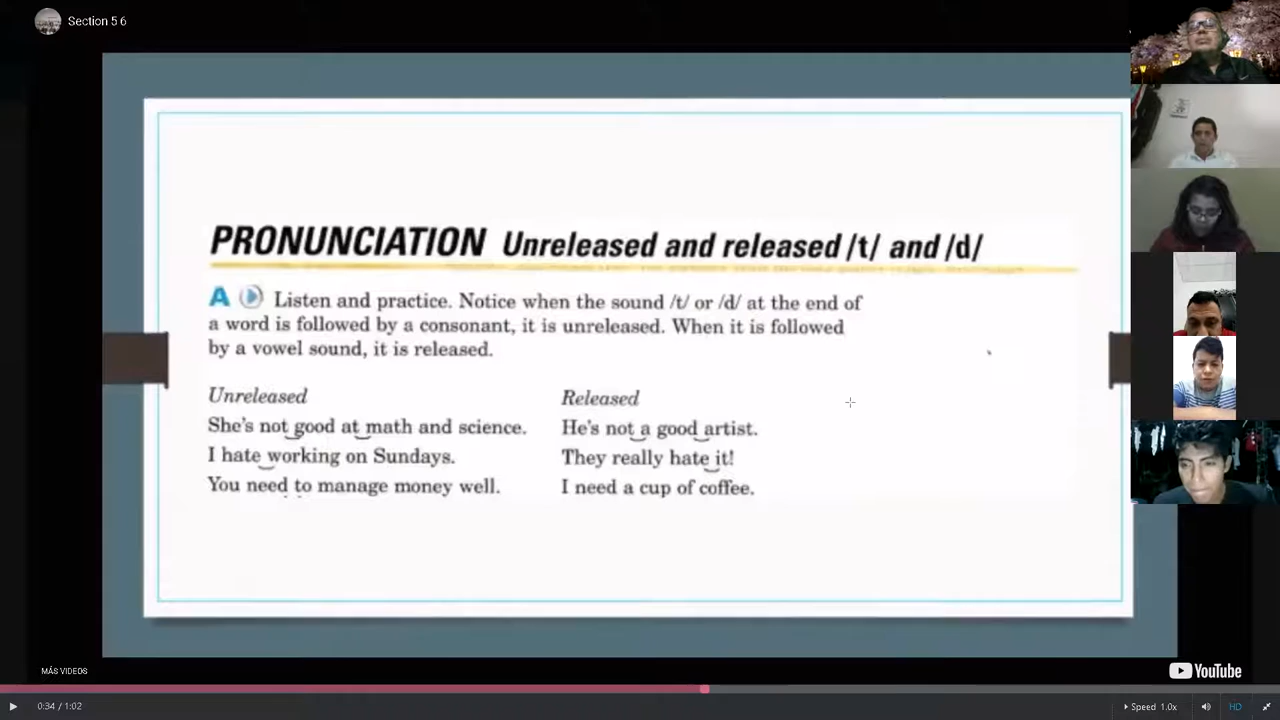 Section 5 6
PRONUNCIATION Unreleased and released /t/ and /d/
A Listen and practice. Notice when the sound /t/ or /d/ at the end of
a word is followed by a consonant, it is unreleased. When it is followed
by a vowel sound, it is released.
Unreleased
She's not good at math and science.
I hate working on Sundays.
You need to manage money well.
Released
He's not a good artist.
They really hate it!
I need a cup of coffee.
MÁS VIDEOS
YouTube
0:34 / 1:02
Speed 1.0x
HD